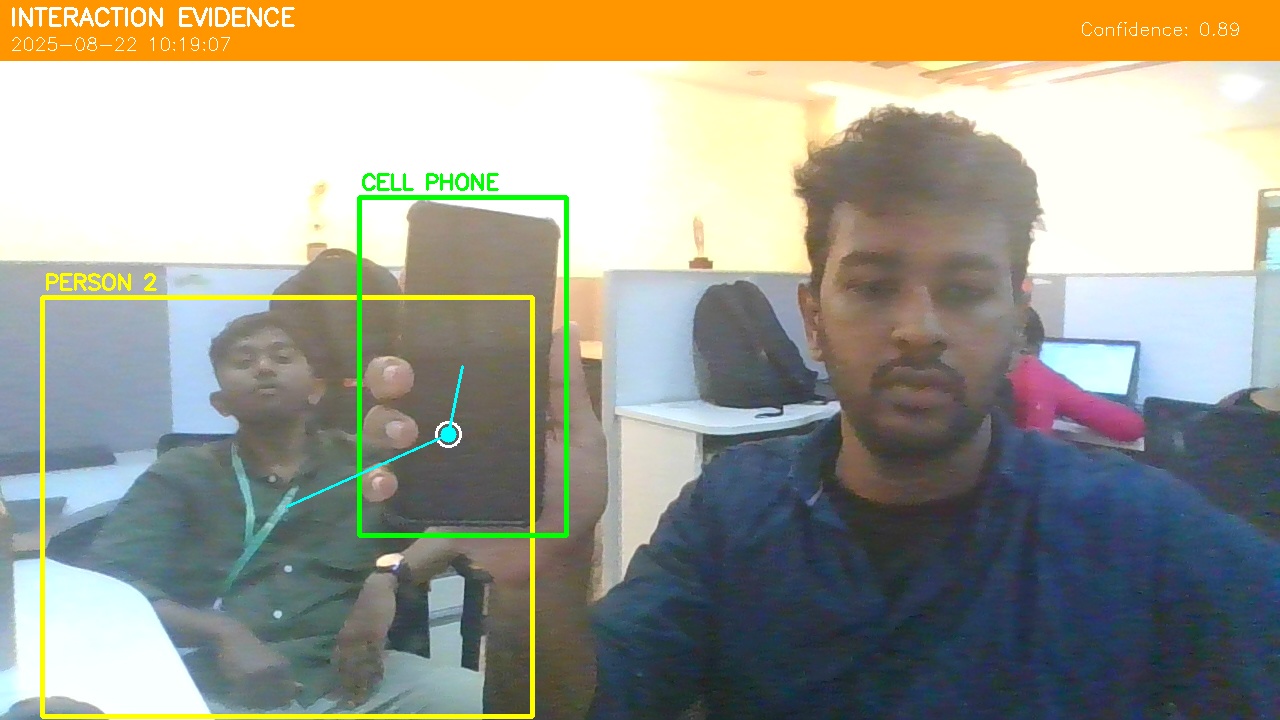 INTERACTION EVIDENCE
2025-08-22 10:19:07
Confidence: 0.89
CELL PHONE
PERSON 2